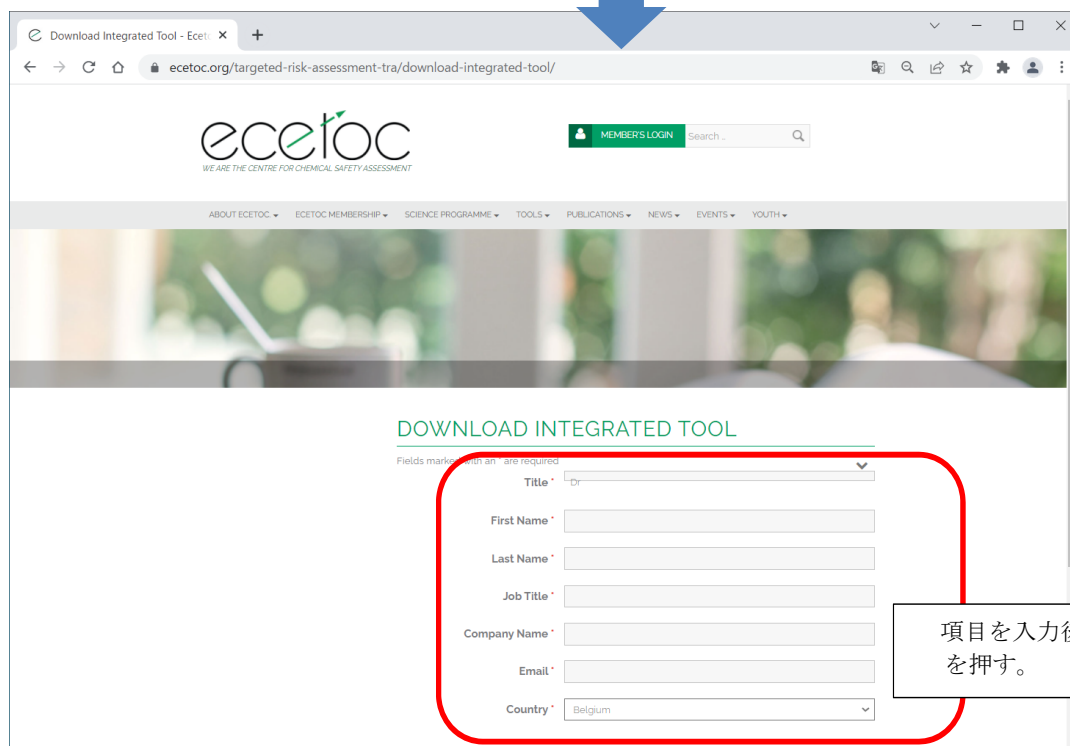 Download Integrated Tool - Ecet
ecetoc.org/targeted-risk-assessment-tra/download-integrated-tool/
ecetoc
WE ARE THE CENTRE FOR CHEMICAL SAFETY ASSESSMENT
MEMBER'S LOGIN
Search ..
ABOUT ECETOC ECETOC MEMBERSHIP SCIENCE PROGRAMME TOOLS PUBLICATIONS NEWS EVENTS YOUTH
DOWNLOAD INTEGRATED TOOL
Fields marked with an * are required
Title * Dr
First Name *
Last Name *
Job Title *
Company Name *
Email *
Country * Belgium
項目を入力後
を押す。